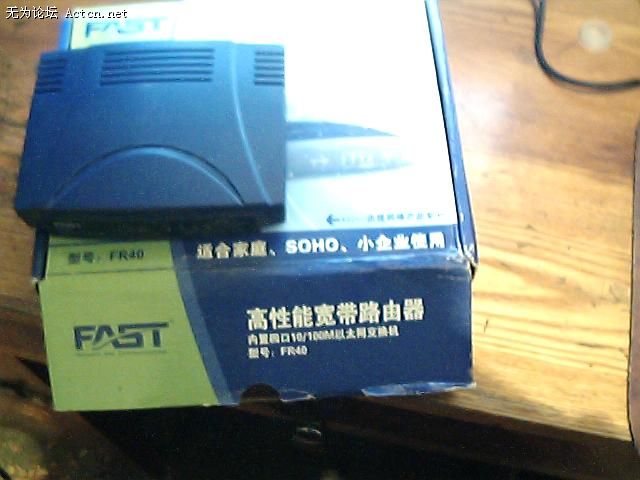 无为论坛 Actcn.net
FAST
型号：FR40
适合家庭、SOHO、小企业使用
FAST
高性能宽带路由器
内置四口10/100M以太网交换机
型号：FR40